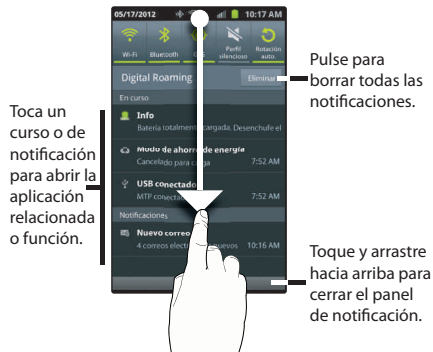 05/17/2012 10:17 AM
Wi-Fi Bluetooth GPS Perfil silencioso Rotación auto.
Digital Roaming Eliminar
En curso
Info
Batería totalmente cargada, Desenchufe el
Modo de ahorro de energía
Cancelado para carga 7:52 AM
USB conectado
MTP conectado 7:52 AM
Notificaciones
Nuevo correo
4 correos electrónicos nuevos 10:16 AM
Toca un
curso o de
notificación
para abrir la
aplicación
relacionada
o función.
Pulse para
borrar todas las
notificaciones.
Toque y arrastre
hacia arriba para
cerrar el panel
de notificación.